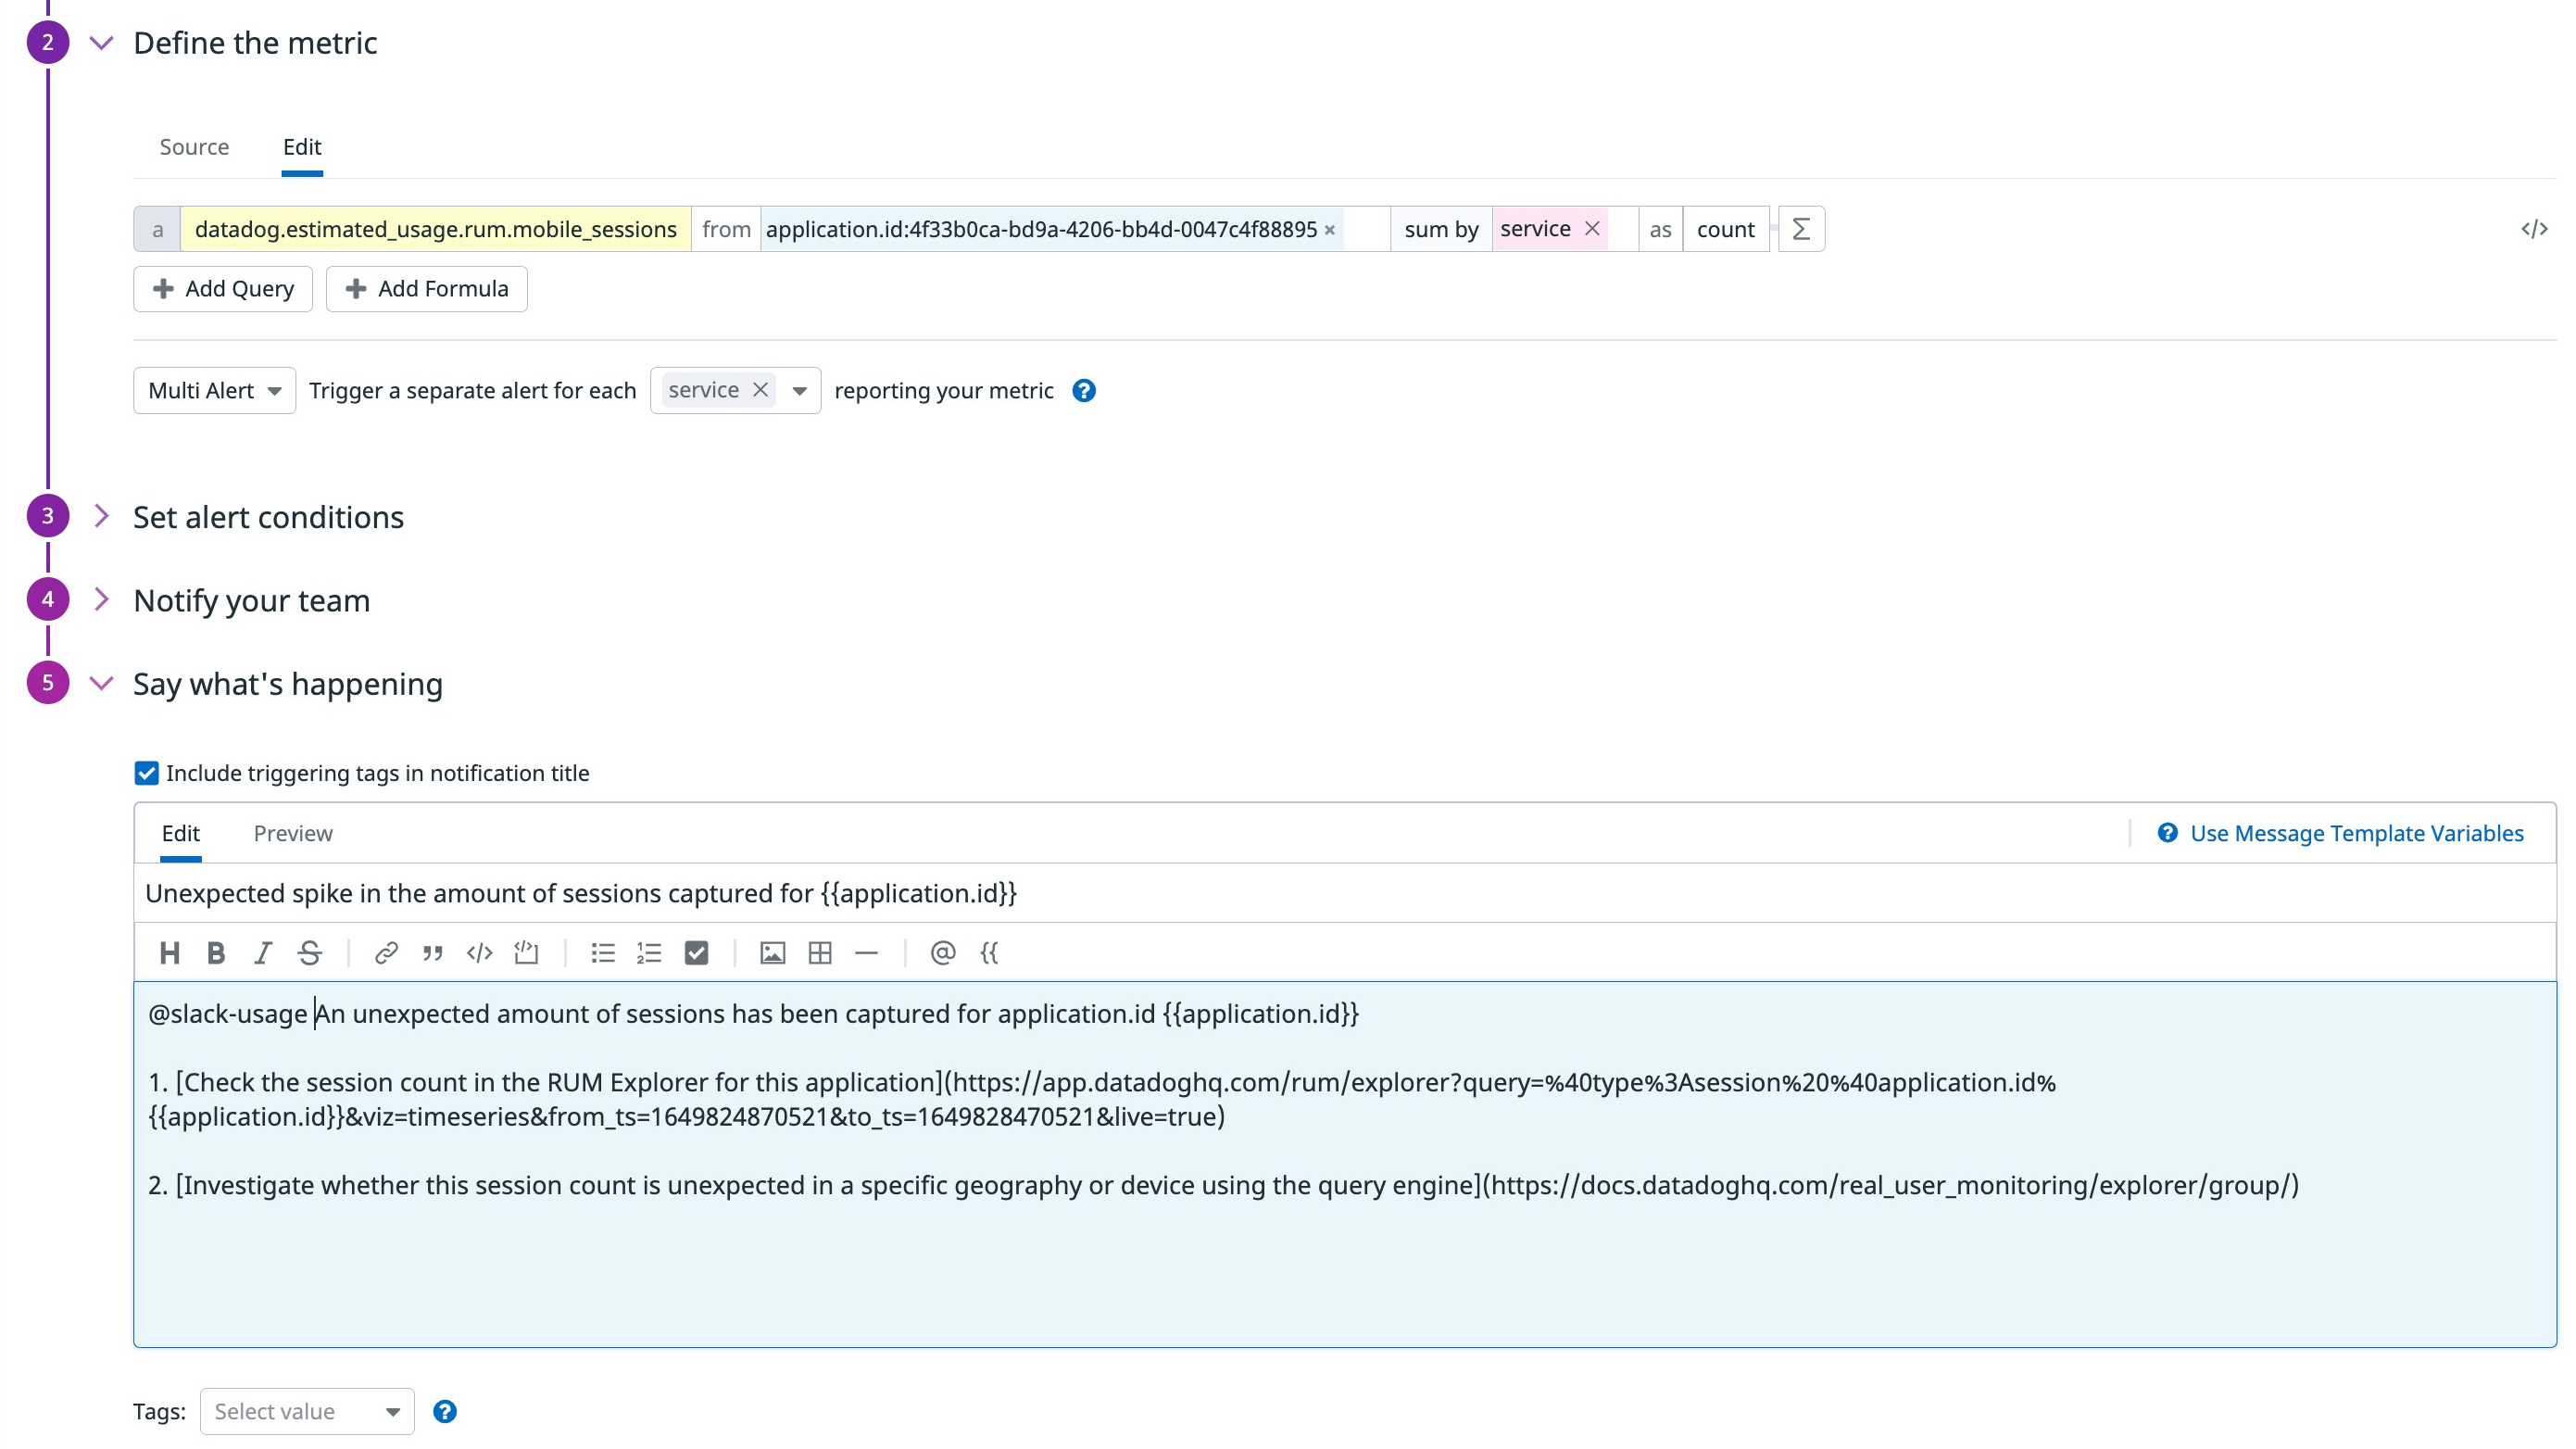 2 Define the metric
Source Edit
a datadog.estimated_usage.rum.mobile_sessions from application.id:4f33b0ca-bd9a-4206-bb4d-0047c4f88895 × sum by service × as count Σ </>
+ Add Query + Add Formula
Multi Alert Trigger a separate alert for each service × reporting your metric ?
3 Set alert conditions
4 Notify your team
5 Say what's happening
Include triggering tags in notification title
Edit Preview ? Use Message Template Variables
Unexpected spike in the amount of sessions captured for {{application.id}}
H B I S </> @ {{
@slack-usage An unexpected amount of sessions has been captured for application.id {{application.id}}
1. [Check the session count in the RUM Explorer for this application](https://app.datadoghq.com/rum/explorer?query=%40type%3Asession%20%40application.id%
{{application.id}}&viz=timeseries&from_ts=1649824870521&to_ts=1649828470521&live=true)
2. [Investigate whether this session count is unexpected in a specific geography or device using the query engine](https://docs.datadoghq.com/real_user_monitoring/explorer/group/)
Tags: Select value ?